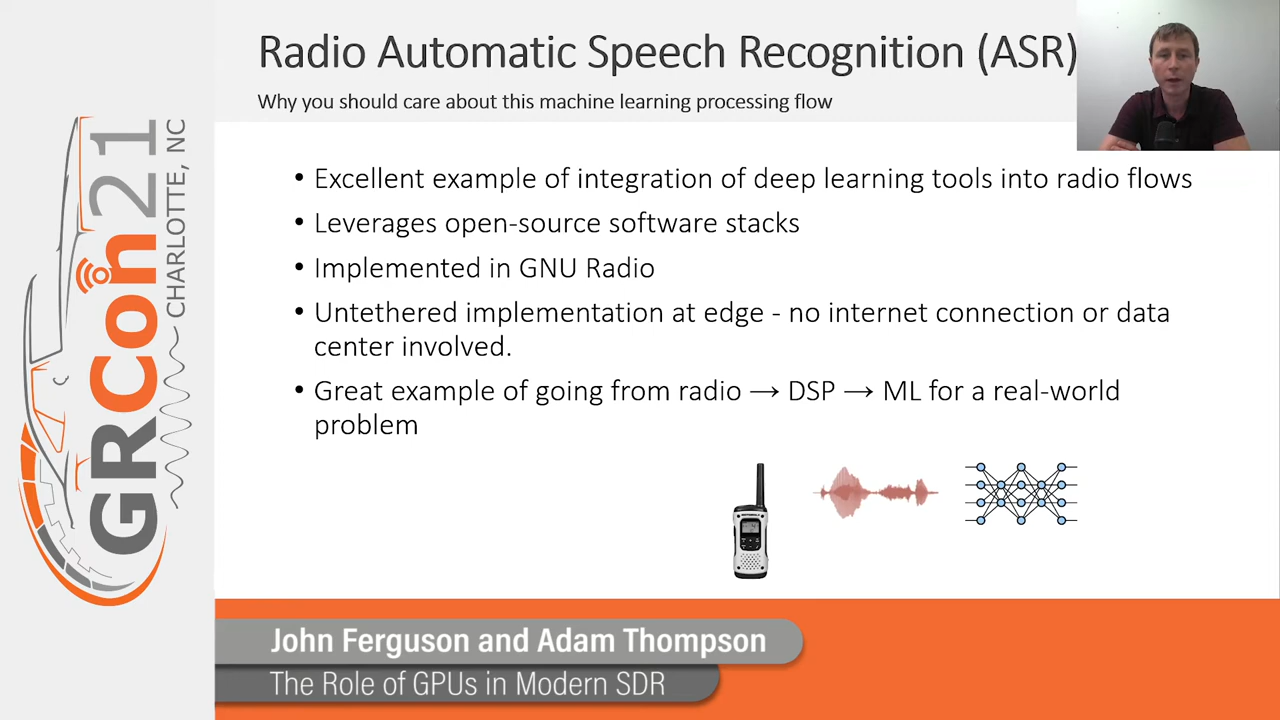 Radio Automatic Speech Recognition (ASR)
Why you should care about this machine learning processing flow
• Excellent example of integration of deep learning tools into radio flows
• Leverages open-source software stacks
• Implemented in GNU Radio
• Untethered implementation at edge - no internet connection or data
center involved.
• Great example of going from radio → DSP → ML for a real-world
problem
GRCon21
CHARLOTTE, NC
John Ferguson and Adam Thompson
The Role of GPUs in Modern SDR